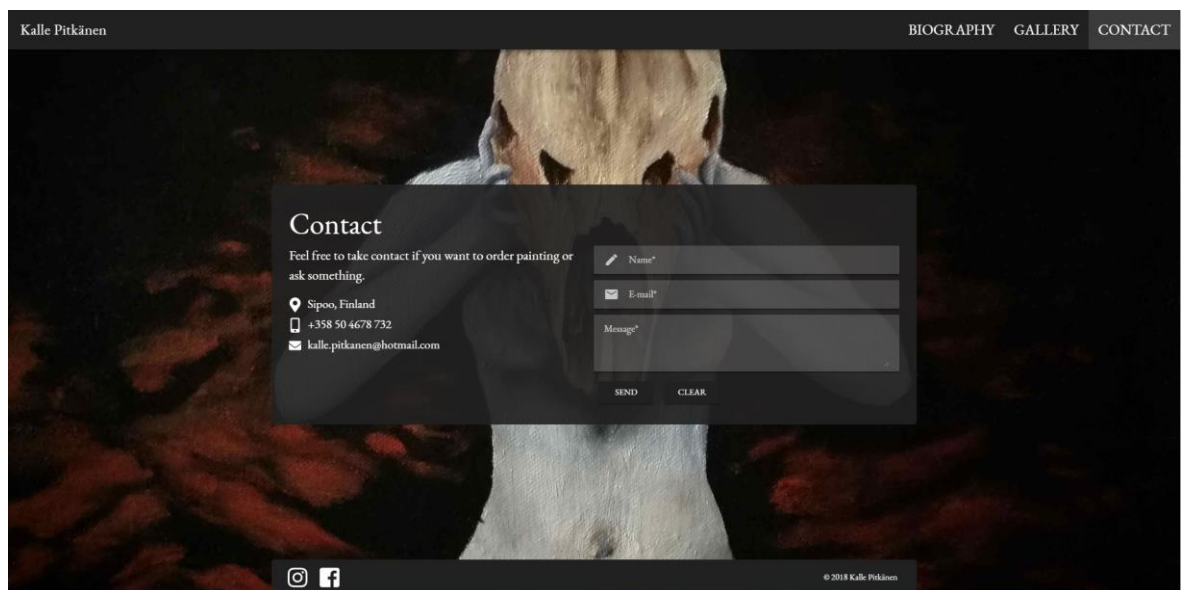 Kalle Pitkänen
BIOGRAPHY GALLERY CONTACT
Contact
Feel free to take contact if you want to order painting or
ask something.
Sipoo, Finland
+358 50 4678 732
kalle.pitkanen@hotmail.com
Name*
E-mail*
Message*
SEND CLEAR
© 2018 Kalle Pitkänen